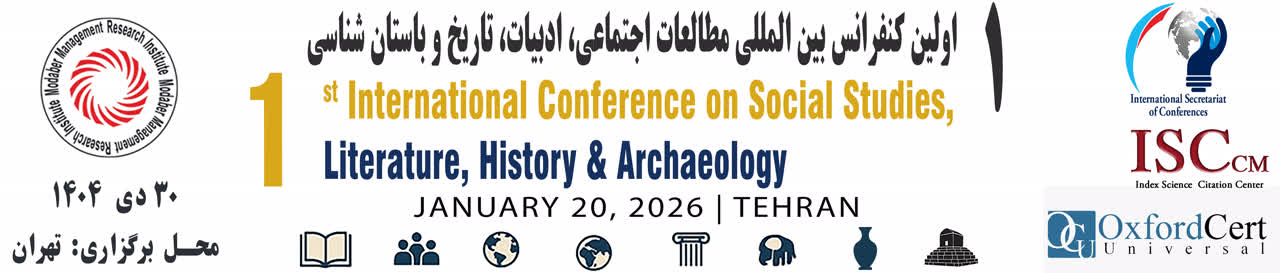 Modaber Management Research Institute Modaber Management Research Institute
۳۰ دی ۱۴۰۴
محل برگزاری: تهران
۱
اولین کنفرانس بین المللی مطالعات اجتماعی، ادبیات، تاریخ و باستان شناسی
1st International Conference on Social Studies,
Literature, History & Archaeology
JANUARY 20, 2026 | TEHRAN
International Secretariat
of Conferences
ISC CM
Index Science Citation Center
OCU OxfordCert
Universal